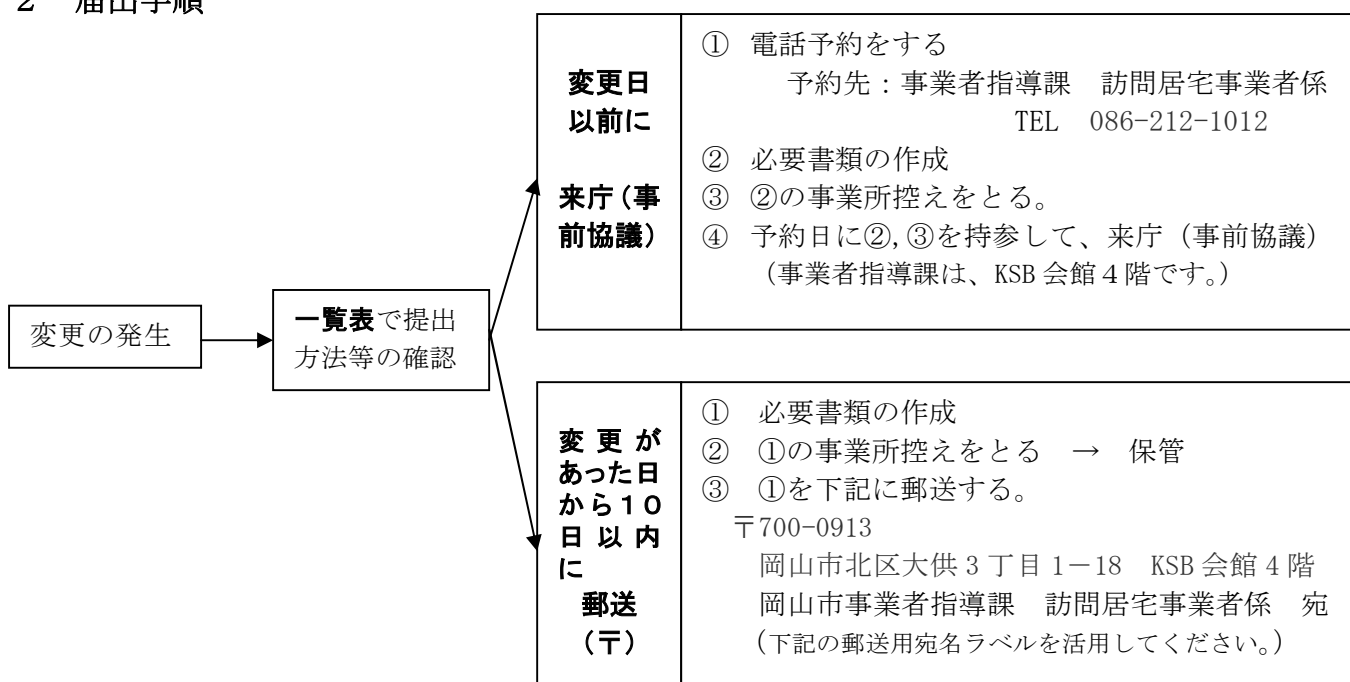 2 届出手順
変更の発生
一覧表で提出
方法等の確認
変更日
以前に
来庁（事
前協議）
① 電話予約をする
予約先：事業者指導課 訪問居宅事業者係
TEL 086-212-1012
② 必要書類の作成
③ ②の事業所控えをとる。
④ 予約日に②,③を持参して、来庁（事前協議）
（事業者指導課は、KSB 会館４階です。）
変更が
あった日
から１０
日以内
に
郵送
（〒）
① 必要書類の作成
② ①の事業所控えをとる → 保管
③ ①を下記に郵送する。
〒700-0913
岡山市北区大供 3 丁目 1－18 KSB 会館 4 階
岡山市事業者指導課 訪問居宅事業者係 宛
（下記の郵送用宛名ラベルを活用してください。）